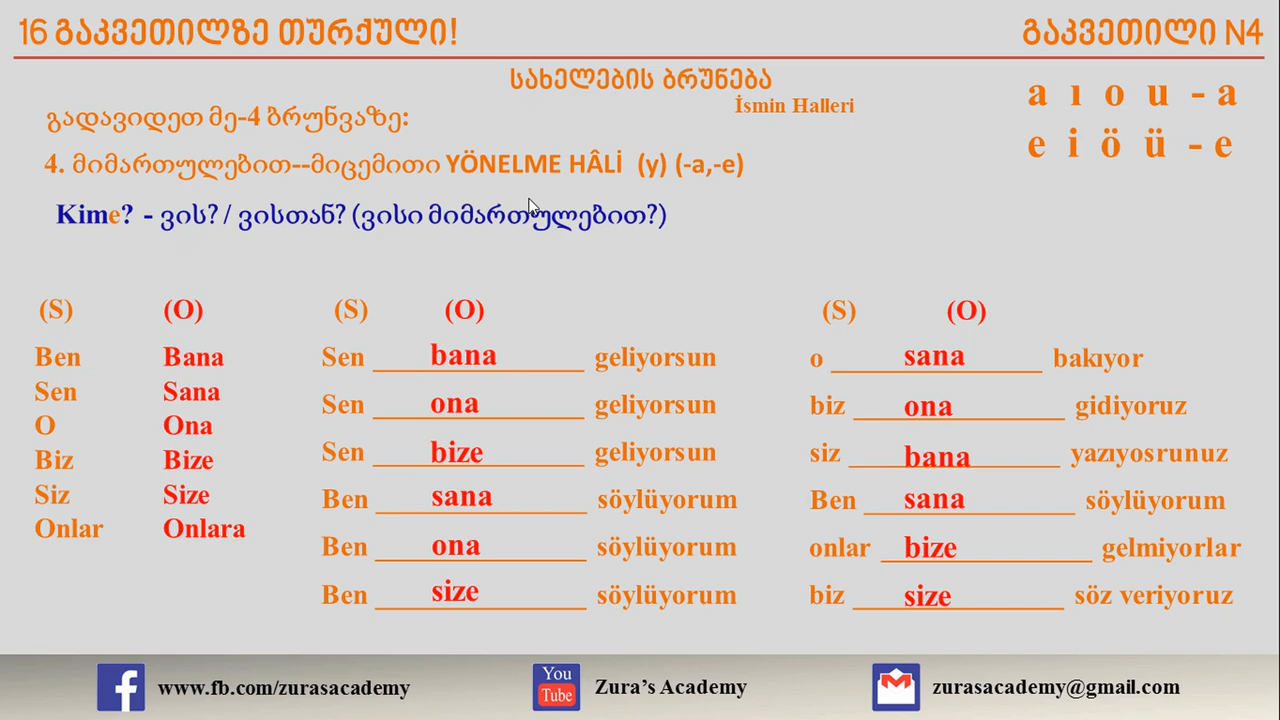 16 გაკვეთილზე თურქული!
გაკვეთილი N4
სახელების ბრუნება
İsmin Halleri
a ı o u - a
e i ö ü - e
გადავიდეთ მე-4 ბრუნვაზე:
4. მიმართულებით--მიცემითი YÖNELME HÂLİ (y) (-a,-e)
Kime? - ვის? / ვისთან? (ვისი მიმართულებით?)
(S) (O)
Ben Bana
Sen Sana
O Ona
Biz Bize
Siz Size
Onlar Onlara
(S) (O)
Sen bana geliyorsun
Sen ona geliyorsun
Sen bize geliyorsun
Ben sana söylüyorum
Ben ona söylüyorum
Ben size söylüyorum
(S) (O)
o sana bakıyor
biz ona gidiyoruz
siz bana yazıyosrunuz
Ben sana söylüyorum
onlar bize gelmiyorlar
biz size söz veriyoruz
f www.fb.com/zurasacademy
You
Tube
Zura’s Academy
zurasacademy@gmail.com